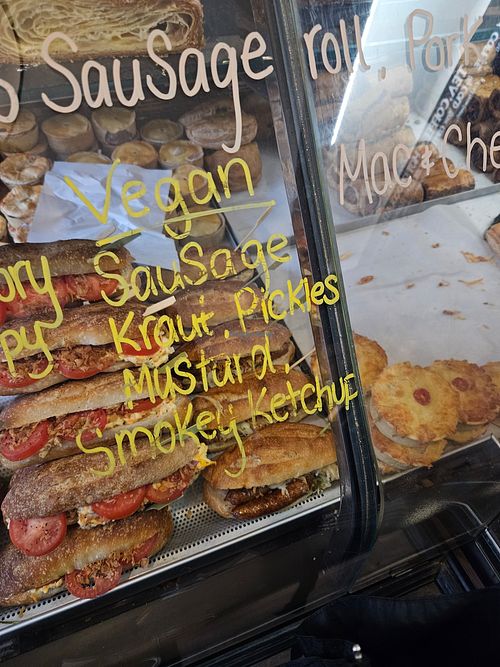 Sausage roll, Pork
Mac & Che
Vegan
Sausage
Kraut, Pickles
Mustard,
Smokey Ketchup
ory
py